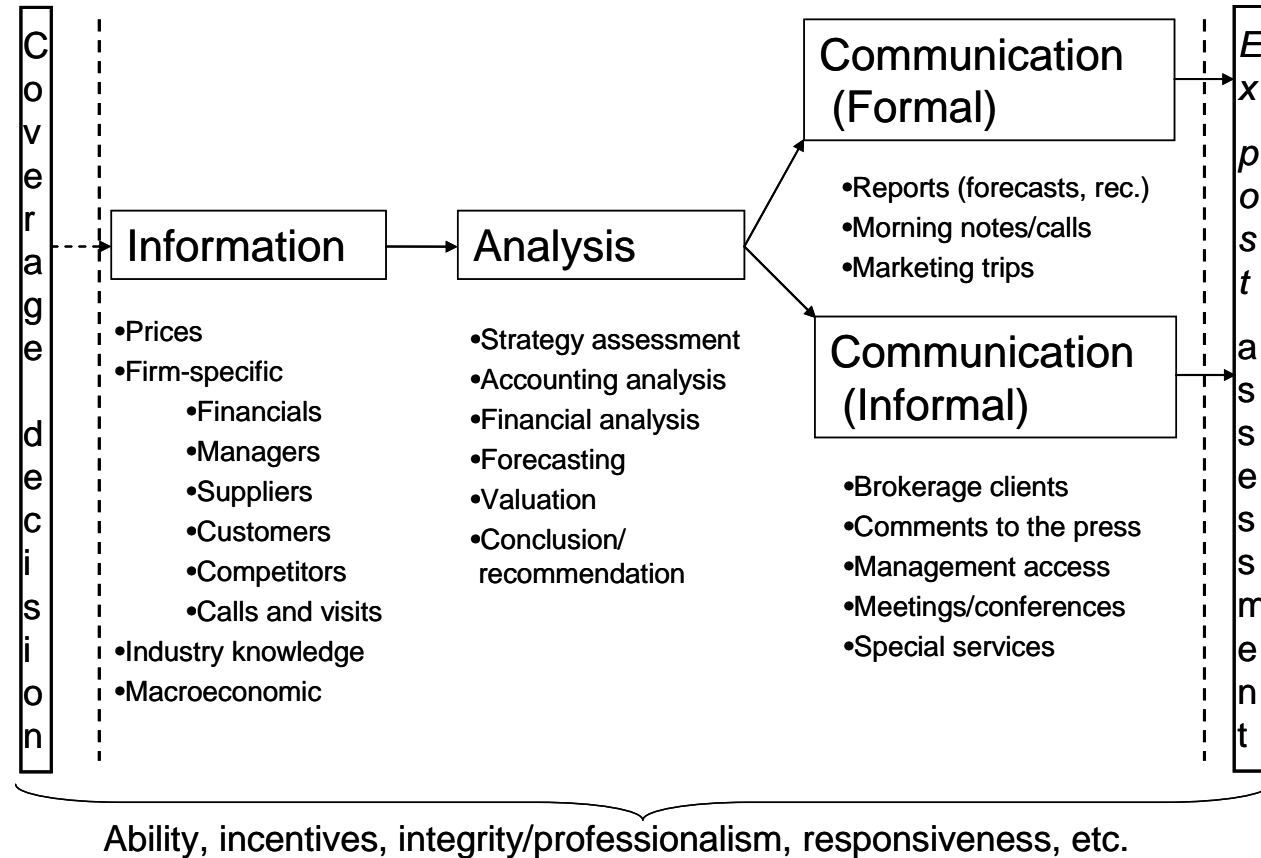 Coverage decision
Information
•Prices
•Firm-specific
•Financials
•Managers
•Suppliers
•Customers
•Competitors
•Calls and visits
•Industry knowledge
•Macroeconomic
Analysis
•Strategy assessment
•Accounting analysis
•Financial analysis
•Forecasting
•Valuation
•Conclusion/
recommendation
Communication
(Formal)
•Reports (forecasts, rec.)
•Morning notes/calls
•Marketing trips
Communication
(Informal)
•Brokerage clients
•Comments to the press
•Management access
•Meetings/conferences
•Special services
Ex post assessment
Ability, incentives, integrity/professionalism, responsiveness, etc.